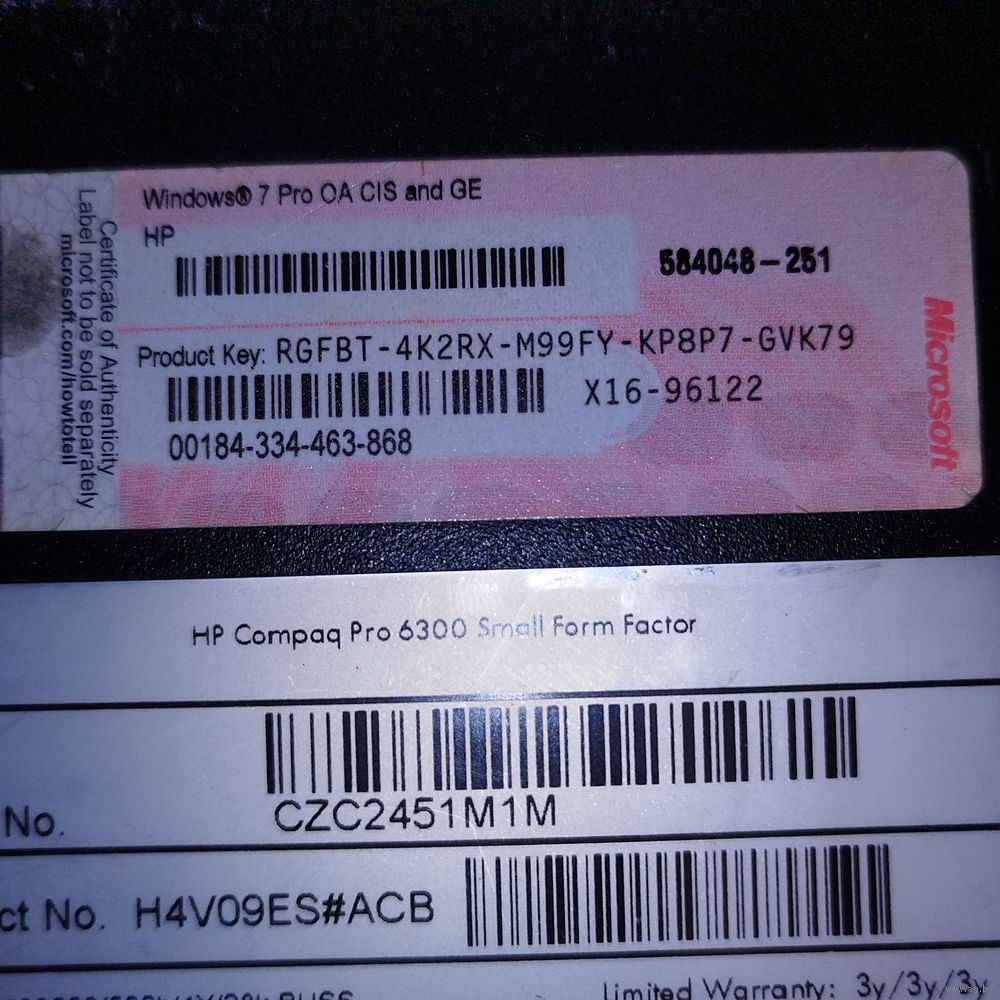 Windows® 7 Pro OA CIS and GE
HP
584048-251
Product Key: RGFBT-4K2RX-M99FY-KP8P7-GVK79
X16-96122
00184-334-463-868
Certificate of Authenticity
Label not to be sold separately
microsoft.com/howtotell
Microsoft
HP Compaq Pro 6300 Small Form Factor
No.
CZC2451M1M
ct No. H4V09ES#ACB
Limited Warranty: 3y/3y/3y